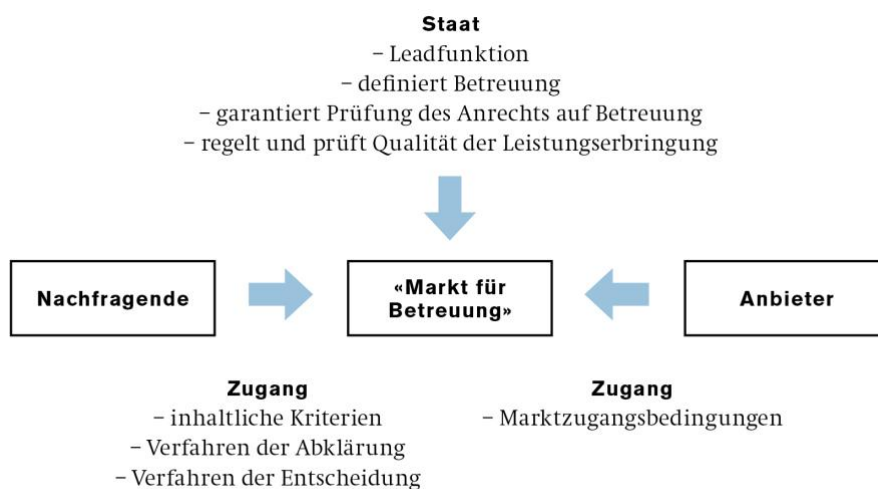 Staat
– Leadfunktion
– definiert Betreuung
– garantiert Prüfung des Anrechts auf Betreuung
– regelt und prüft Qualität der Leistungserbringung
Nachfragende
«Markt für
Betreuung»
Anbieter
Zugang
– inhaltliche Kriterien
– Verfahren der Abklärung
– Verfahren der Entscheidung
Zugang
– Marktzugangsbedingungen